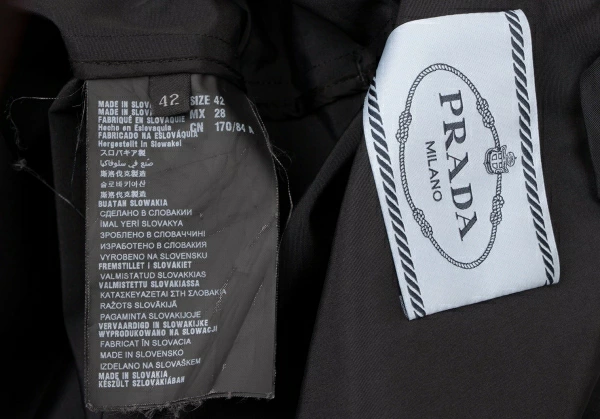 42
MADE IN SLOVAKIA SIZE 42
MADE IN SLOVAKIA MX 28
FABRIQUÉ EN SLOVAQUIE
Hecho en Eslovaquia CN 170/84 A
FABRICADO NA ESLOVÁQUIA
Hergestellt in Slowakei
スロバキア製
صنع في سلوفاكيا
斯洛伐克製造
슬로바키아산
斯洛伐克制造
BUATAN SLOWAKIA
СДЕЛАНО В СЛОВАКИИ
İMAL YERİ SLOVAKYA
ЗРОБЛЕНО В СЛОВАЧЧИНІ
ИЗРАБОТЕНО В SLOVAKИЯ
VYROBENO NA SLOVENSKU
FREMSTILLET I SLOVAKIET
VALMISTATUD SLOVAKKIAS
VALMISTETTU SLOVAKIASSA
ΚΑΤΑΣΚΕΥΑΖΕΤΑΙ ΣΤΗ ΣΛΟΒΑΚΙΑ
RAŽOTS SLOVĀKIJĀ
PAGAMINTA SLOVAKIJOJE
VERVAARDIGD IN SLOWAKIJE
WYPRODUKOWANO NA SŁOWACJI
FABRICAT ÎN SLOVACIA
MADE IN SLOVENSKO
IZDELANO NA SLOVAŠKEM
MADE IN SLOVAKIA
KÉSZÜLT SZLOVÁKIÁBAN
PRADA
MILANO